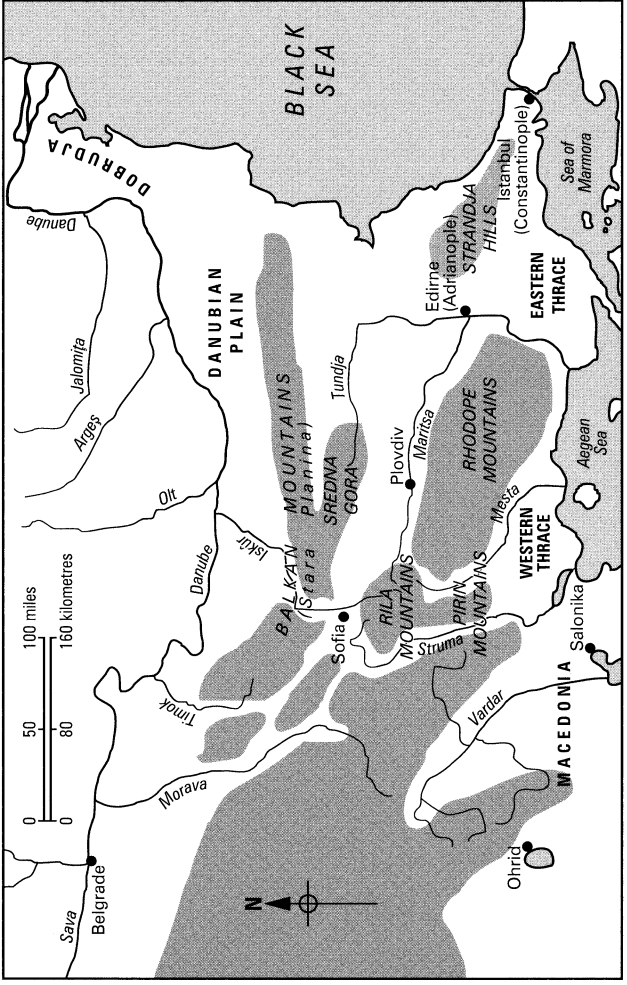 BLACK
SEA
DOBRUDJA
Danube
Jalomiţa
Argeş
Olt
Danube
DANUBIAN
PLAIN
Iskŭr
BALKAN MOUNTAINS
(Stara Planina)
SREDNA
GORA
Tundja
Edirne
(Adrianople)
STRANDJA
HILLS
Istanbul
(Constantinople)
Sea of
Marmora
EASTERN
THRACE
Plovdiv
Maritsa
RHODOPE
MOUNTAINS
Mesta
Aegean
Sea
WESTERN
THRACE
RILA
MOUNTAINS
PIRIN
MOUNTAINS
Sofia
Struma
Salonika
MACEDONIA
Vardar
Ohrid
Timok
Morava
Belgrade
Sava
0 50 100 miles
0 80 160 kilometres
N